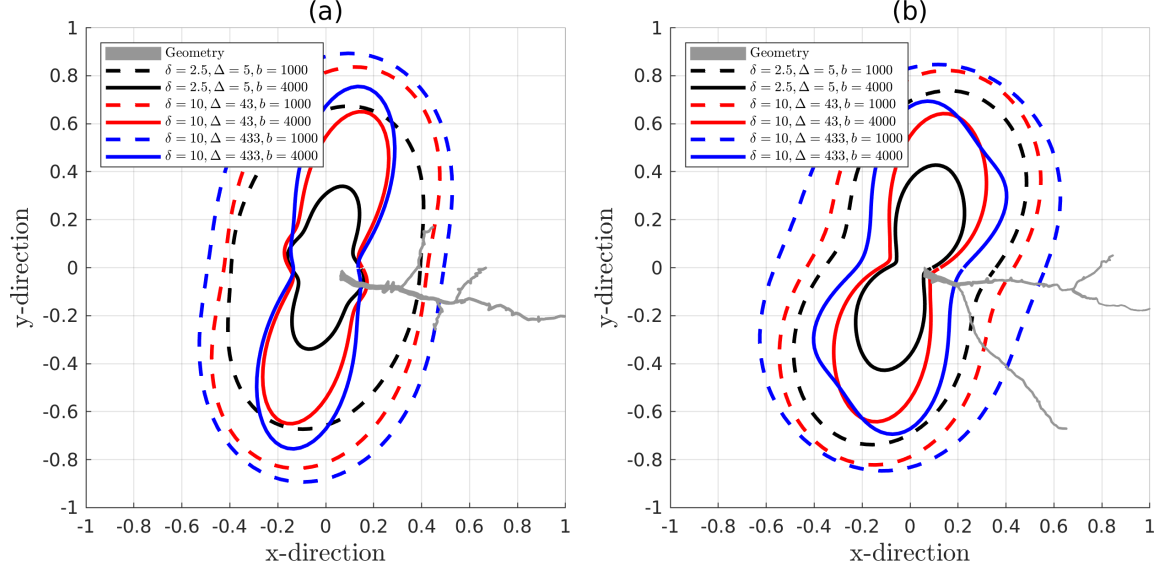 (a)
1
0.8
0.6
0.4
0.2
0
-0.2
-0.4
-0.6
-0.8
-1
y-direction
Geometry
δ = 2.5, Δ = 5, b = 1000
δ = 2.5, Δ = 5, b = 4000
δ = 10, Δ = 43, b = 1000
δ = 10, Δ = 43, b = 4000
δ = 10, Δ = 433, b = 1000
δ = 10, Δ = 433, b = 4000
-1 -0.8 -0.6 -0.4 -0.2 0 0.2 0.4 0.6 0.8 1
x-direction
(b)
1
0.8
0.6
0.4
0.2
0
-0.2
-0.4
-0.6
-0.8
-1
y-direction
Geometry
δ = 2.5, Δ = 5, b = 1000
δ = 2.5, Δ = 5, b = 4000
δ = 10, Δ = 43, b = 1000
δ = 10, Δ = 43, b = 4000
δ = 10, Δ = 433, b = 1000
δ = 10, Δ = 433, b = 4000
-1 -0.8 -0.6 -0.4 -0.2 0 0.2 0.4 0.6 0.8 1
x-direction